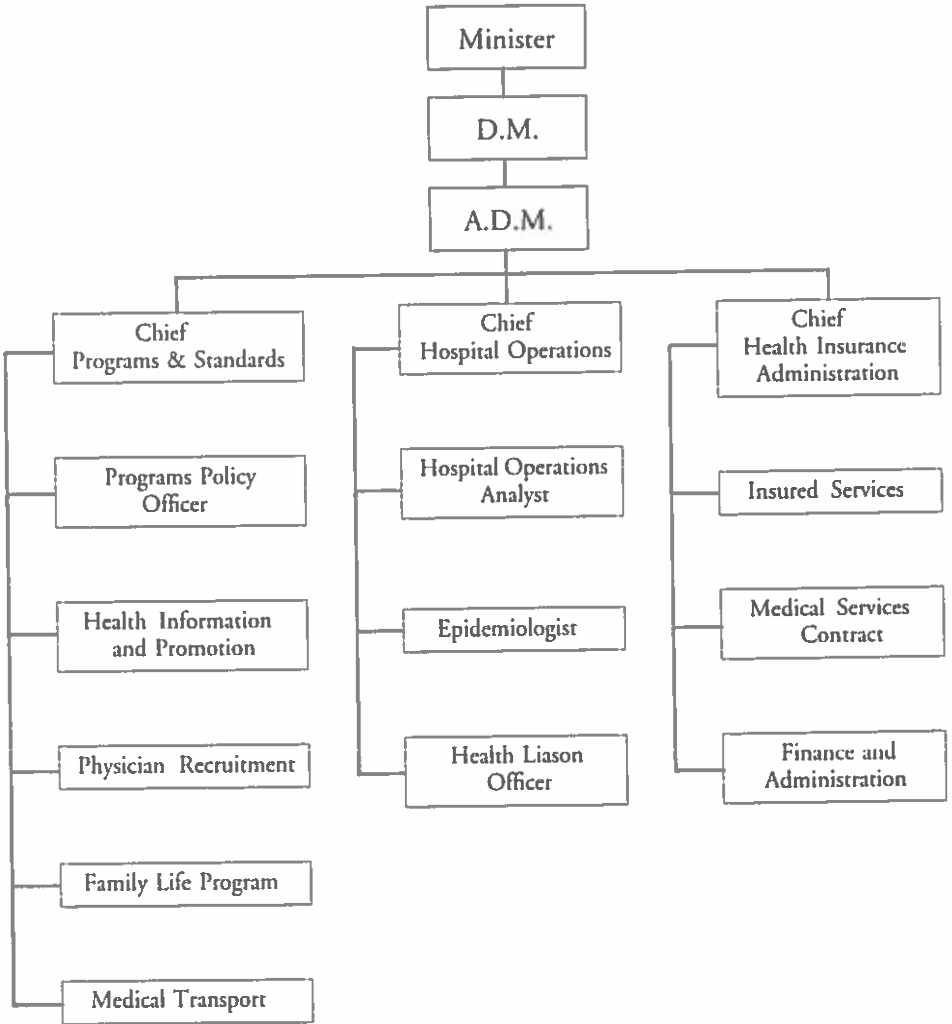 Minister
D.M.
A.D.M.
Chief
Programs & Standards
Programs Policy
Officer
Health Information
and Promotion
Physician Recruitment
Family Life Program
Medical Transport
Chief
Hospital Operations
Hospital Operations
Analyst
Epidemiologist
Health Liason
Officer
Chief
Health Insurance
Administration
Insured Services
Medical Services
Contract
Finance and
Administration